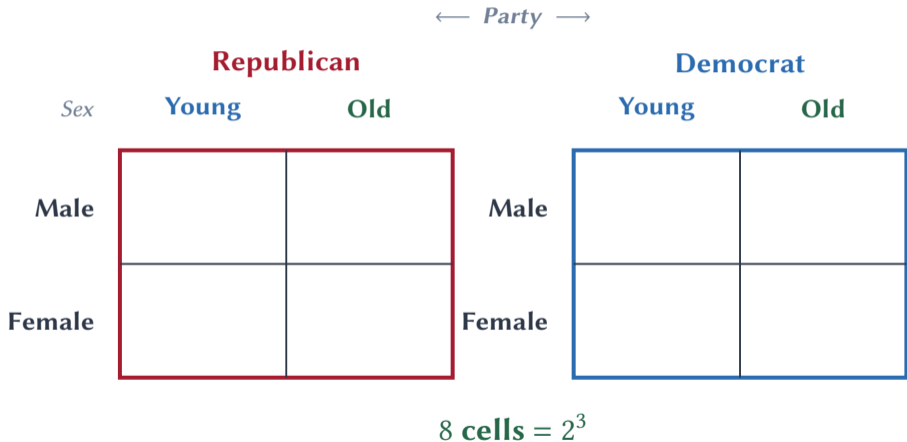 ← Party →
Republican Democrat
Sex Young Old Young Old
Male Male
Female Female
8 cells = 2³